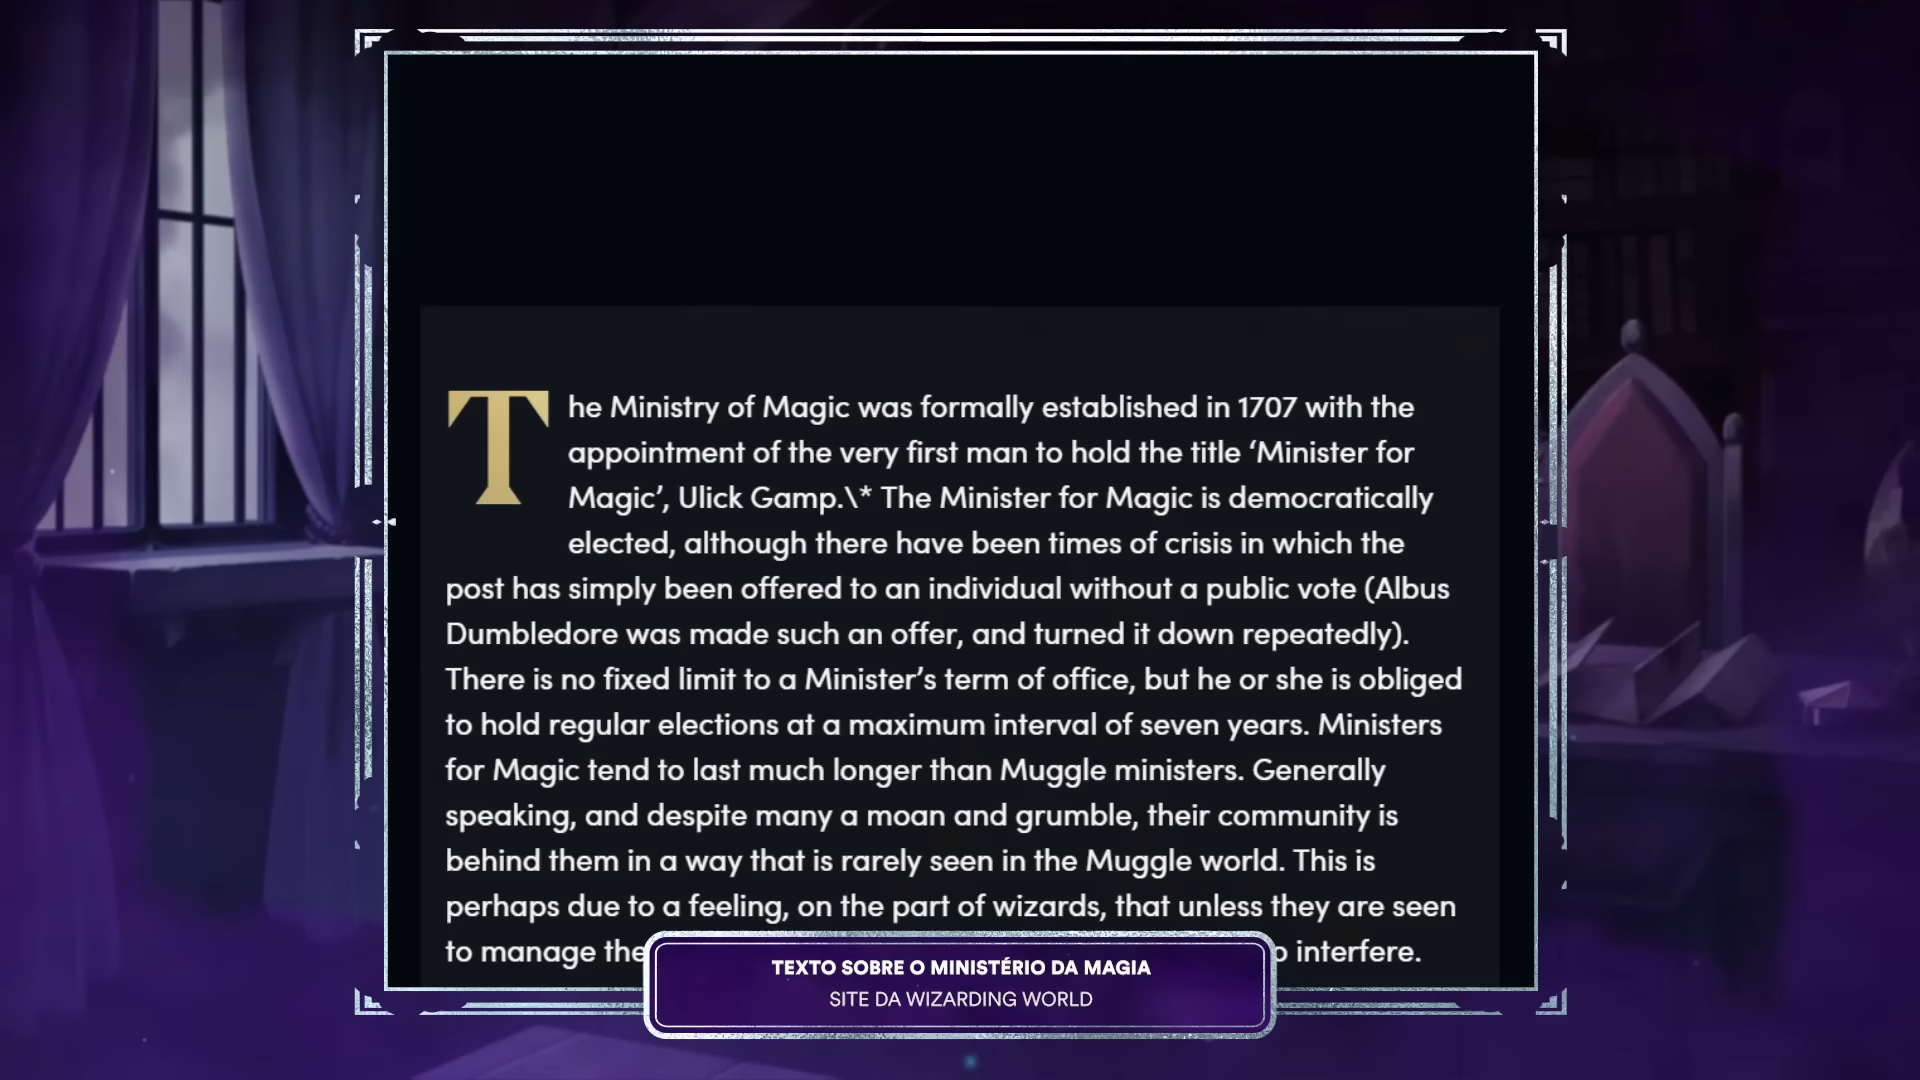 The Ministry of Magic was formally established in 1707 with the
appointment of the very first man to hold the title ‘Minister for
Magic’, Ulick Gamp.\* The Minister for Magic is democratically
elected, although there have been times of crisis in which the
post has simply been offered to an individual without a public vote (Albus
Dumbledore was made such an offer, and turned it down repeatedly).
There is no fixed limit to a Minister’s term of office, but he or she is obliged
to hold regular elections at a maximum interval of seven years. Ministers
for Magic tend to last much longer than Muggle ministers. Generally
speaking, and despite many a moan and grumble, their community is
behind them in a way that is rarely seen in the Muggle world. This is
perhaps due to a feeling, on the part of wizards, that unless they are seen
to manage interfere.
TEXTO SOBRE O MINISTÉRIO DA MAGIA
SITE DA WIZARDING WORLD